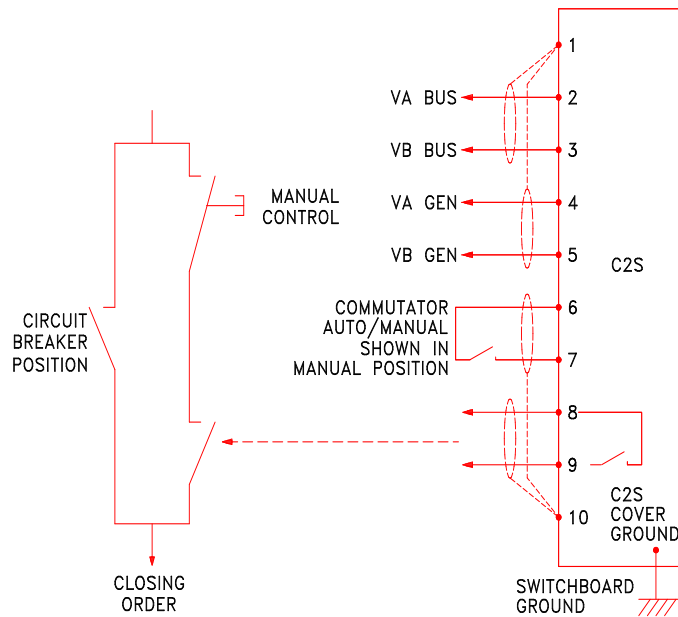 1
VA BUS
2
VB BUS
3
MANUAL
CONTROL
VA GEN
4
VB GEN
5
C2S
CIRCUIT
BREAKER
POSITION
COMMUTATOR
AUTO/MANUAL
SHOWN IN
MANUAL POSITION
6
7
8
9
10
C2S
COVER
GROUND
CLOSING
ORDER
SWITCHBOARD
GROUND